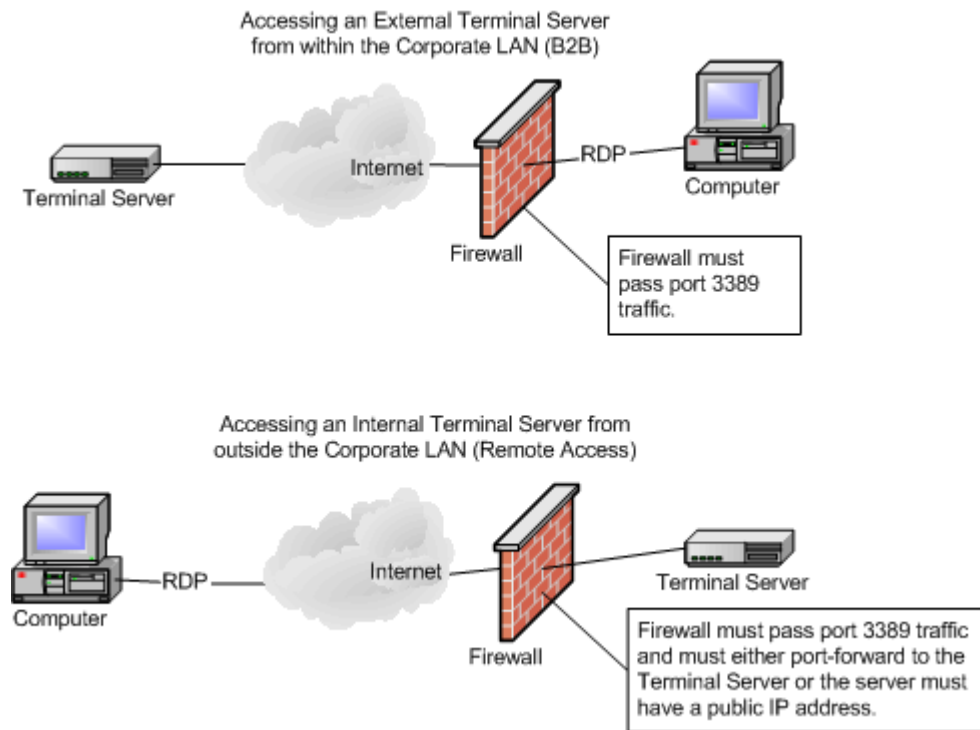 Accessing an External Terminal Server
from within the Corporate LAN (B2B)
Internet
RDP
Terminal Server
Computer
Firewall
Firewall must
pass port 3389
traffic.
Accessing an Internal Terminal Server from
outside the Corporate LAN (Remote Access)
RDP
Internet
Terminal Server
Computer
Firewall
Firewall must pass port 3389 traffic
and must either port-forward to the
Terminal Server or the server must
have a public IP address.